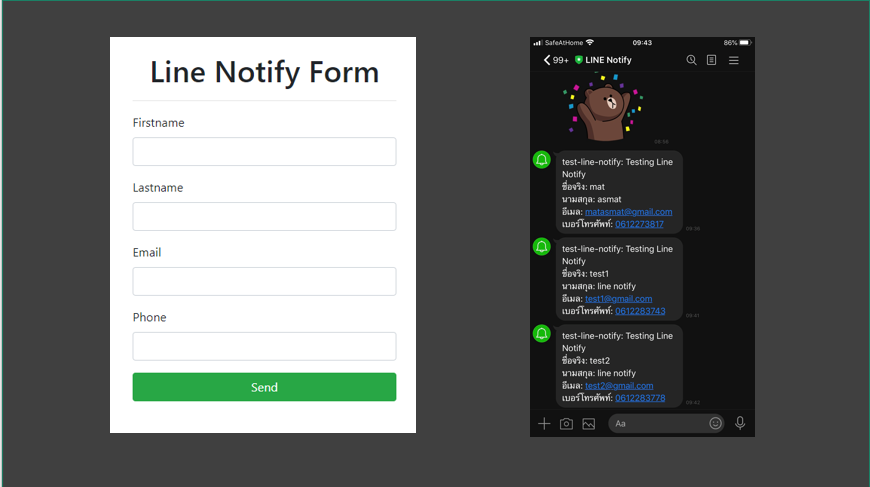 Line Notify Form
Firstname
Lastname
Email
Phone
Send
SafeAtHome
09:43
86%
99+
LINE Notify
09:38
test-line-notify: Testing Line
Notify
ชื่อจริง: mat
นามสกุล: asmat
อีเมล: matasmat@gmail.com
เบอร์โทรศัพท์: 0612273817
09:38
test-line-notify: Testing Line
Notify
ชื่อจริง: test1
นามสกุล: line notify
อีเมล: test1@gmail.com
เบอร์โทรศัพท์: 0612283743
09:41
test-line-notify: Testing Line
Notify
ชื่อจริง: test2
นามสกุล: line notify
อีเมล: test2@gmail.com
เบอร์โทรศัพท์: 0612283778
09:42
Aa